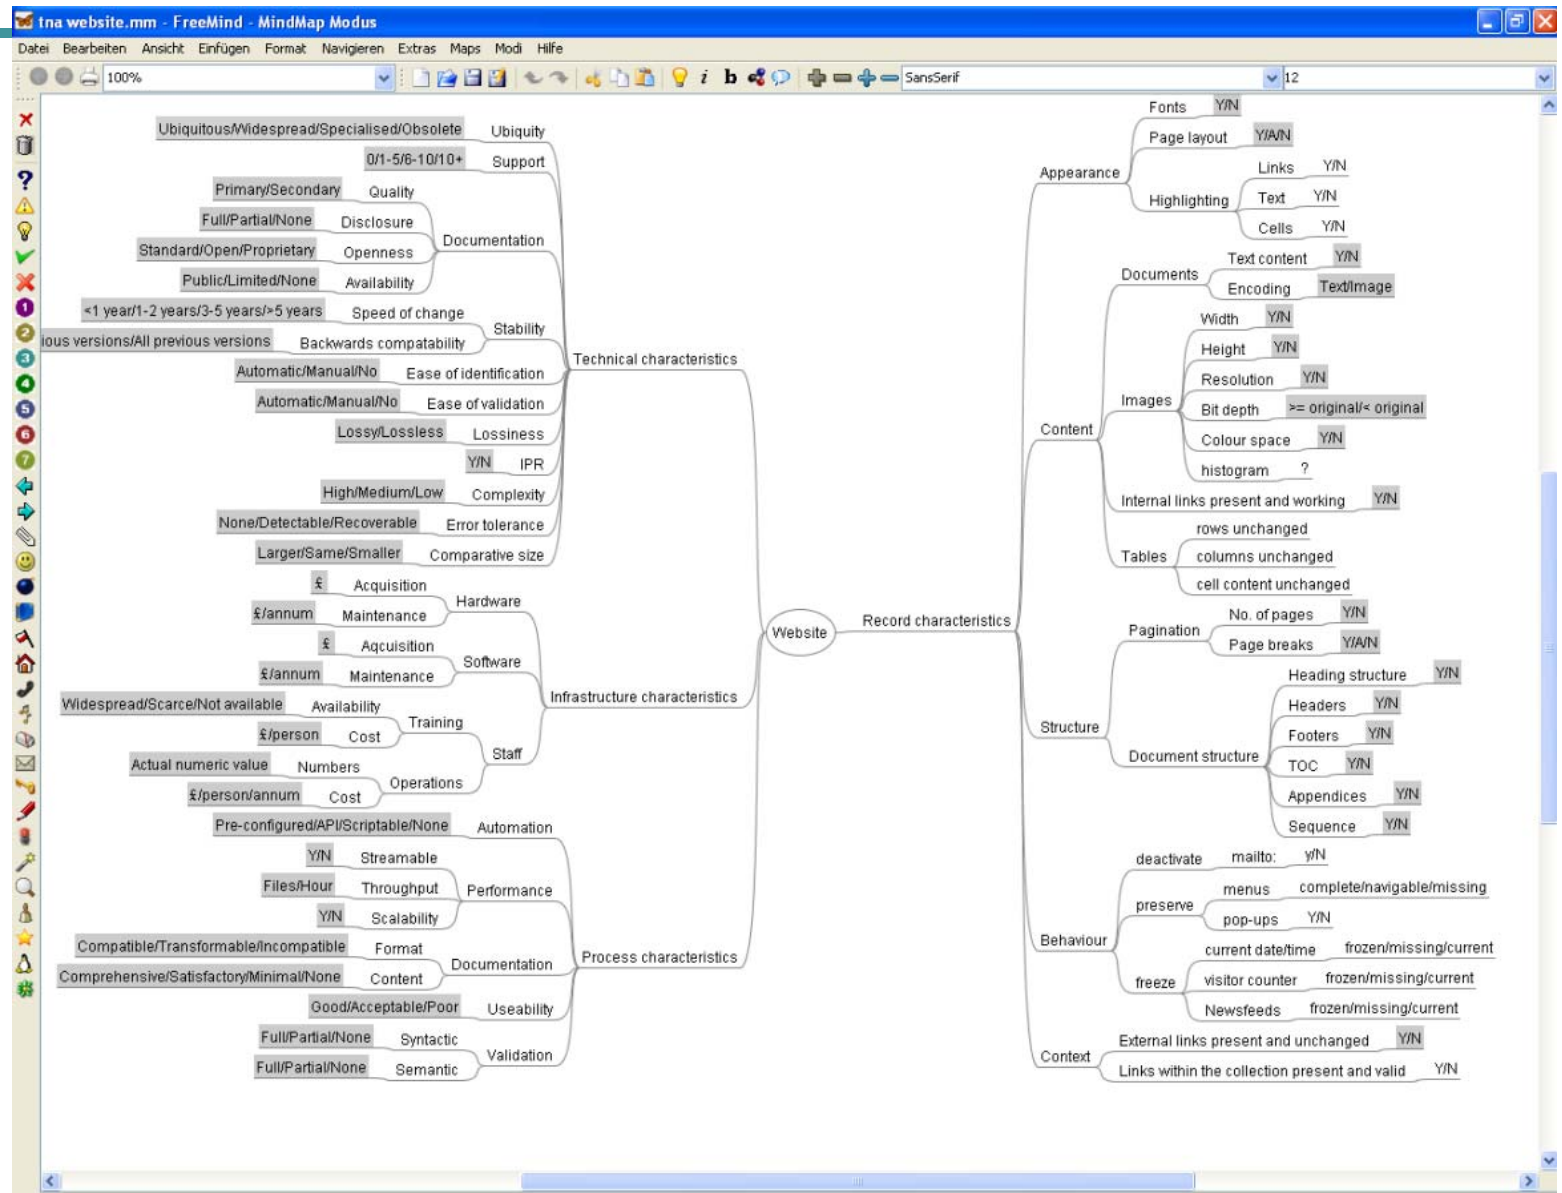 tna website.mm - FreeMind - MindMap Modus
Datei Bearbeiten Ansicht Einfügen Format Navigieren Extras Maps Modi Hilfe
100% i b SansSerif 12
Website
Technical characteristics
Ubiquitous/Widespread/Specialised/Obsolete Ubiquity
0/1-5/6-10/10+ Support
Documentation
Primary/Secondary Quality
Full/Partial/None Disclosure
Standard/Open/Proprietary Openness
Public/Limited/None Availability
Stability
<1 year/1-2 years/3-5 years/>5 years Speed of change
ious versions/All previous versions Backwards compatability
Automatic/Manual/No Ease of identification
Automatic/Manual/No Ease of validation
Lossy/Lossless Lossiness
Y/N IPR
High/Medium/Low Complexity
None/Detectable/Recoverable Error tolerance
Larger/Same/Smaller Comparative size
Infrastructure characteristics
Hardware
£ Acquisition
£/annum Maintenance
Software
£ Aqcuisition
£/annum Maintenance
Staff
Training
Widespread/Scarce/Not available Availability
£/person Cost
Operations
Actual numeric value Numbers
£/person/annum Cost
Process characteristics
Pre-configured/API/Scriptable/None Automation
Performance
Y/N Streamable
Files/Hour Throughput
Y/N Scalability
Documentation
Compatible/Transformable/Incompatible Format
Comprehensive/Satisfactory/Minimal/None Content
Good/Acceptable/Poor Useability
Validation
Full/Partial/None Syntactic
Full/Partial/None Semantic
Record characteristics
Appearance
Fonts Y/N
Page layout Y/A/N
Highlighting
Links Y/N
Text Y/N
Cells Y/N
Content
Documents
Text content Y/N
Encoding Text/Image
Images
Width Y/N
Height Y/N
Resolution Y/N
Bit depth >= original/< original
Colour space Y/N
histogram ?
Internal links present and working Y/N
Tables
rows unchanged
columns unchanged
cell content unchanged
Structure
Pagination
No. of pages Y/N
Page breaks Y/A/N
Document structure
Heading structure Y/N
Headers Y/N
Footers Y/N
TOC Y/N
Appendices Y/N
Sequence Y/N
Behaviour
deactivate mailto: y/N
preserve
menus complete/navigable/missing
pop-ups Y/N
freeze
current date/time frozen/missing/current
visitor counter frozen/missing/current
Newsfeeds frozen/missing/current
Context
External links present and unchanged Y/N
Links within the collection present and valid Y/N
1
2
3
4
5
6
7